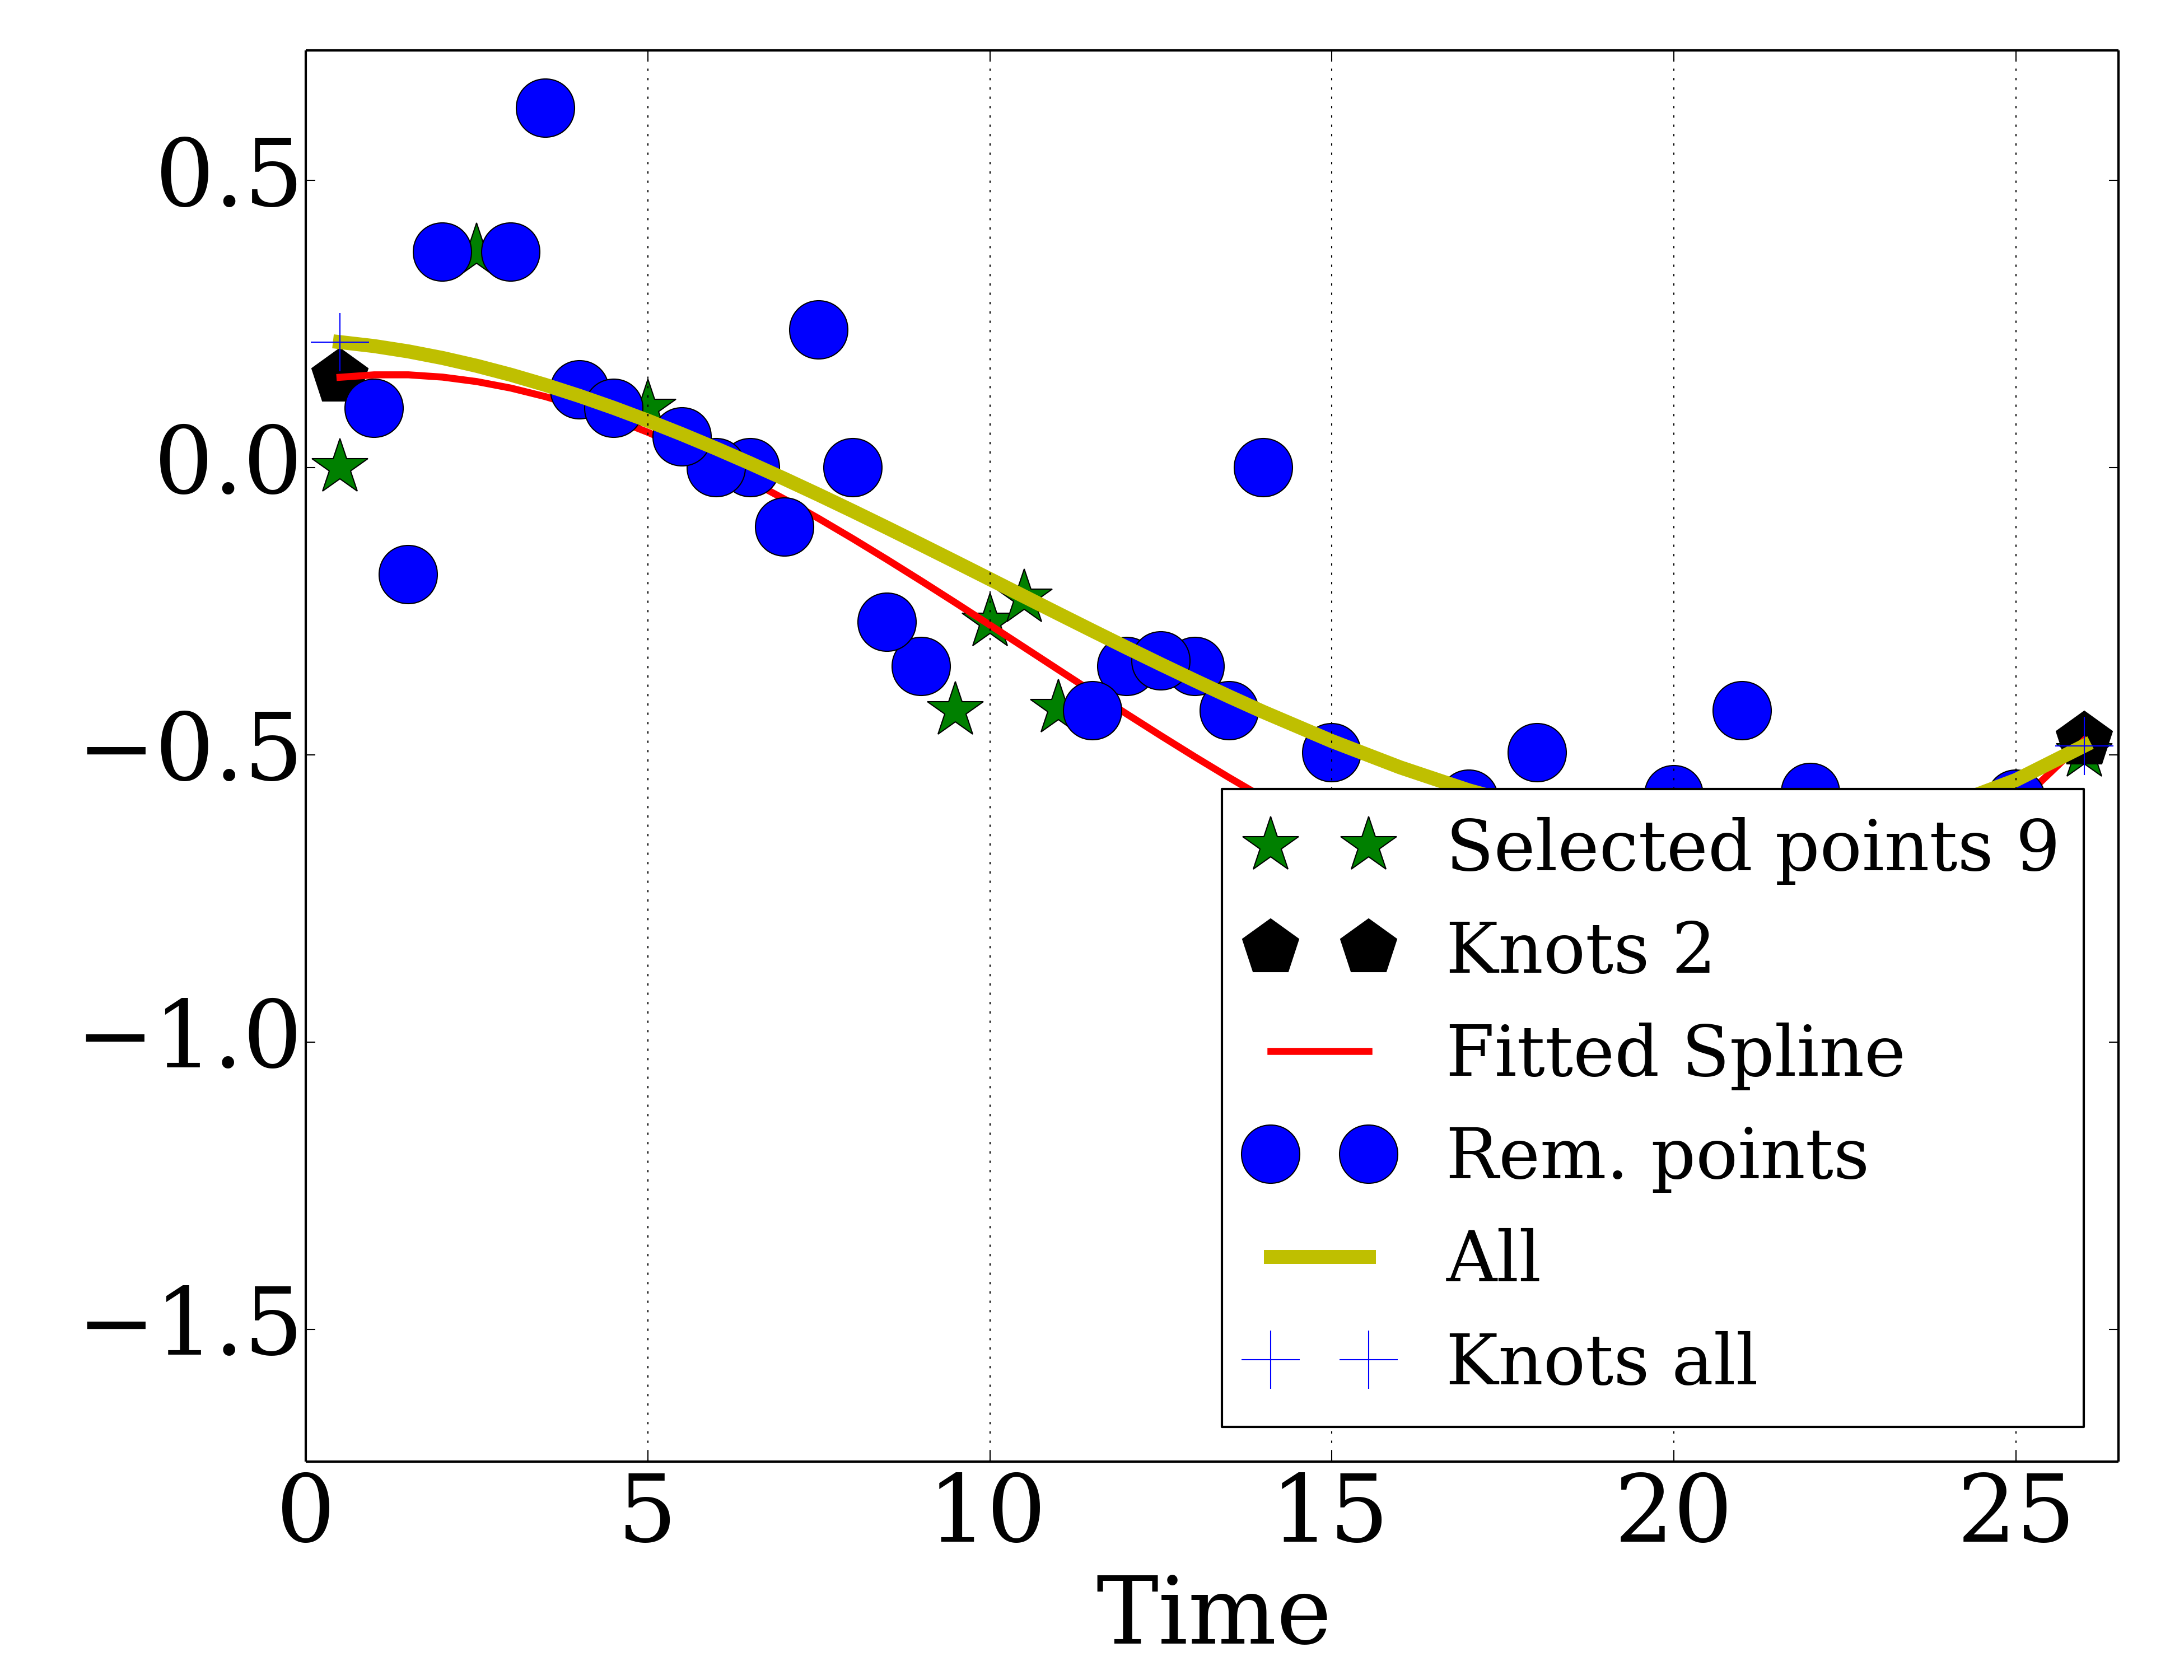 0.5
0.0
−0.5
−1.0
−1.5
Selected points 9
Knots 2
Fitted Spline
Rem. points
All
Knots all
0 5 10 15 20 25
Time